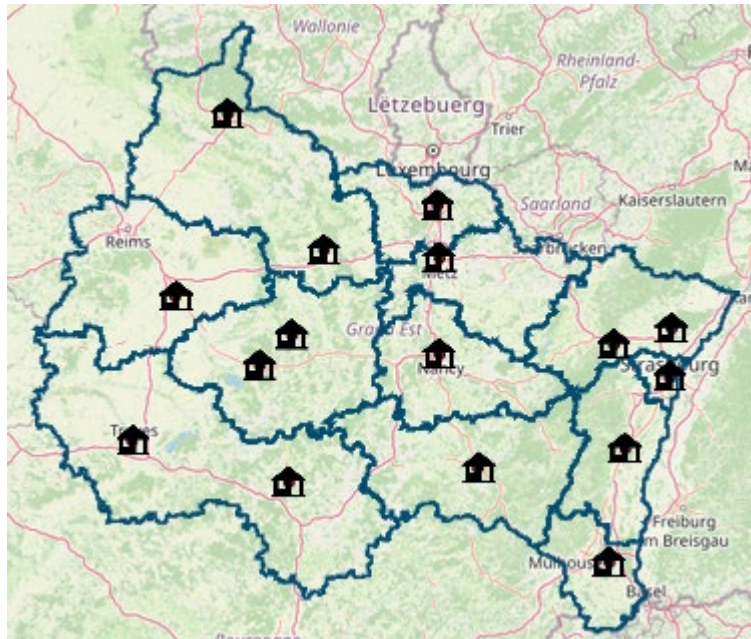 Wallonie
Rheinland-
Pfalz
Lëtzebuerg
Trier
Luxembourg
Kaiserslautern
Saarland
Reims
Saarbrücken
Metz
Grand Est
Nancy
Strasbourg
Troyes
Freiburg
im Breisgau
Mulhouse
Basel